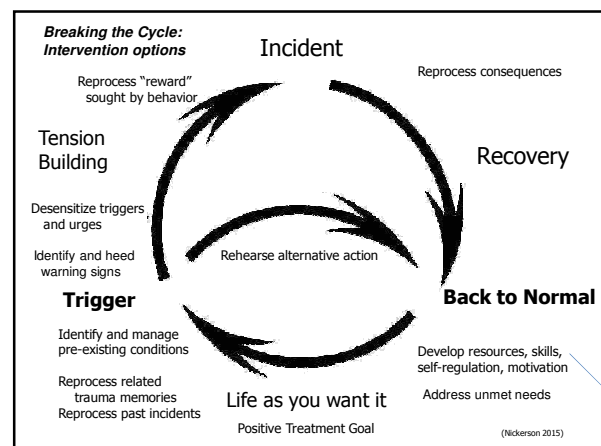 Breaking the Cycle:
Intervention options
Incident
Reprocess “reward”
sought by behavior
Reprocess consequences
Tension
Building
Recovery
Desensitize triggers
and urges
Identify and heed
warning signs
Rehearse alternative action
Trigger
Back to Normal
Identify and manage
pre-existing conditions
Reprocess related
trauma memories
Reprocess past incidents
Life as you want it
Positive Treatment Goal
Develop resources, skills,
self-regulation, motivation
Address unmet needs
(Nickerson 2015)